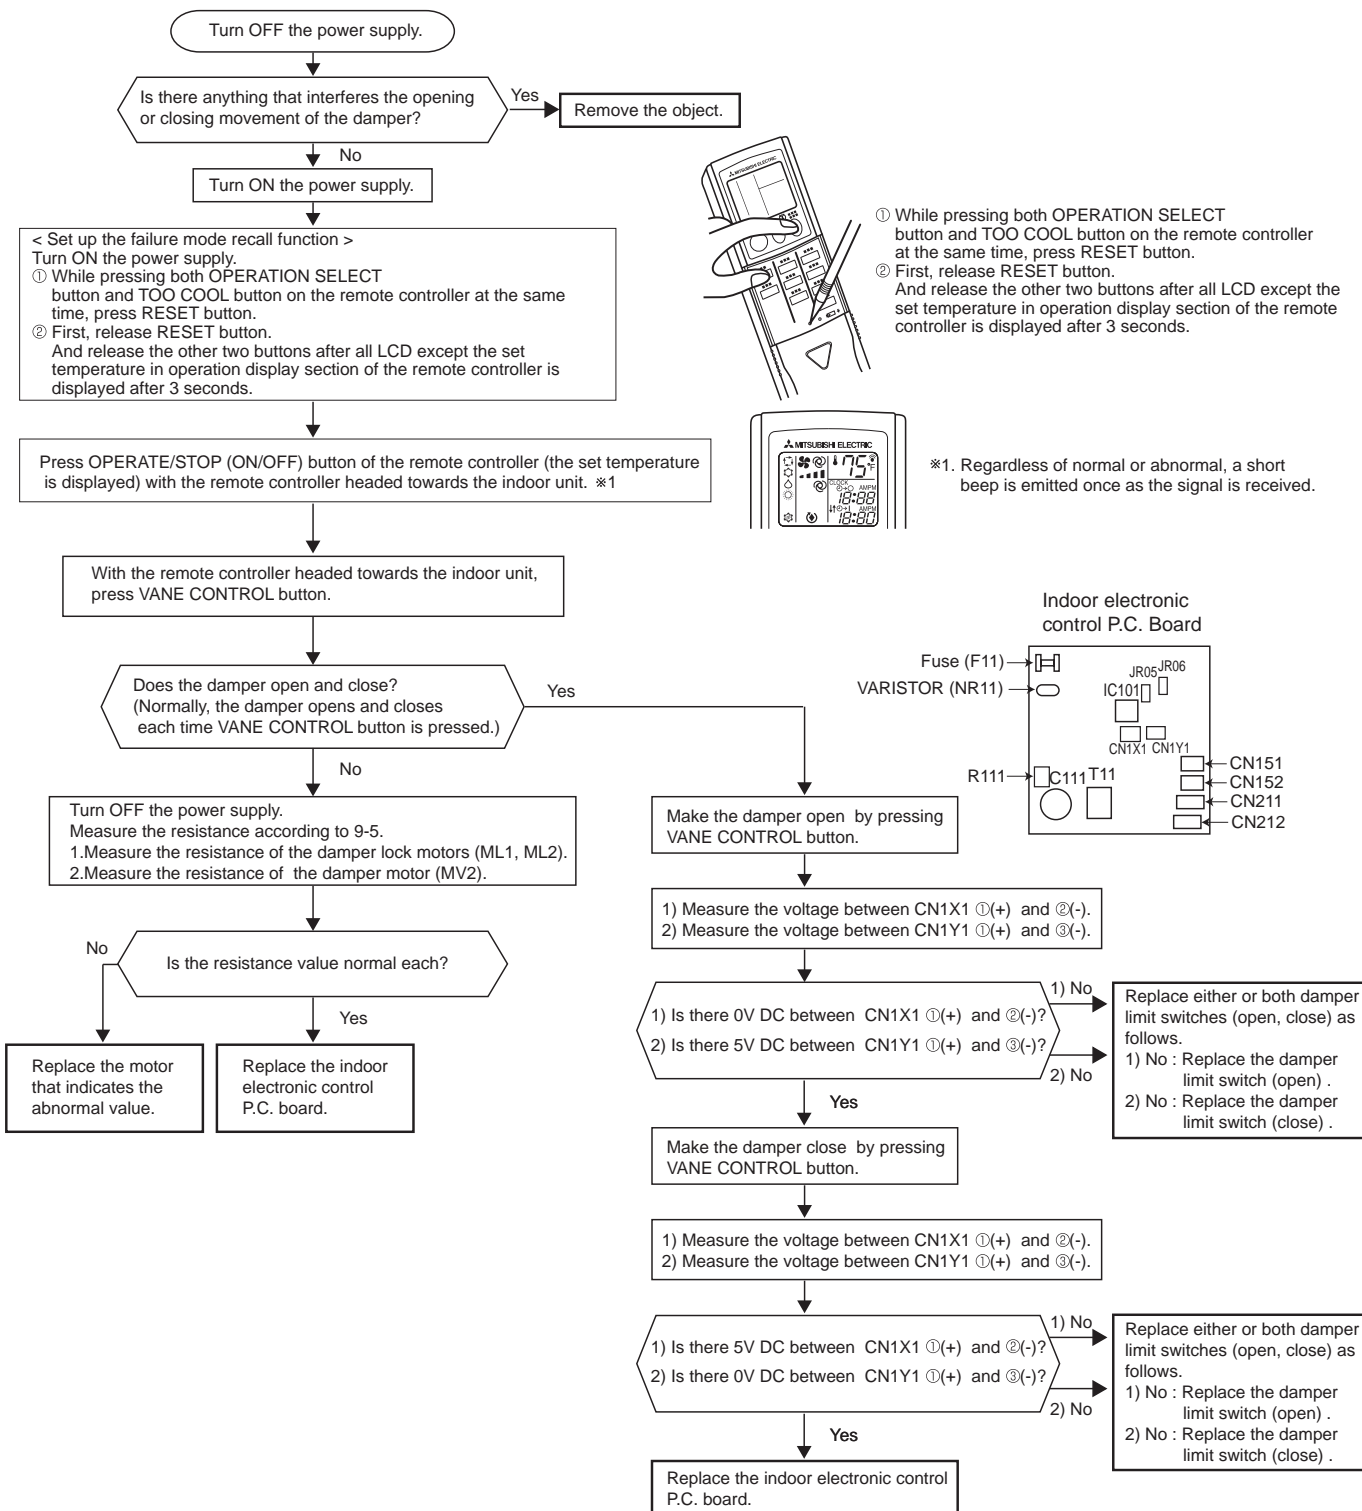 Turn OFF the power supply.
Is there anything that interferes the opening
or closing movement of the damper?
Yes
Remove the object.
No
Turn ON the power supply.
< Set up the failure mode recall function >
Turn ON the power supply.
① While pressing both OPERATION SELECT
button and TOO COOL button on the remote controller at the same
time, press RESET button.
② First, release RESET button.
And release the other two buttons after all LCD except the set
temperature in operation display section of the remote controller is
displayed after 3 seconds.
MITSUBISHI ELECTRIC
① While pressing both OPERATION SELECT
button and TOO COOL button on the remote controller
at the same time, press RESET button.
② First, release RESET button.
And release the other two buttons after all LCD except the
set temperature in operation display section of the remote
controller is displayed after 3 seconds.
Press OPERATE/STOP (ON/OFF) button of the remote controller (the set temperature
is displayed) with the remote controller headed towards the indoor unit. ※1
MITSUBISHI ELECTRIC
75°F
CLOCK
AMPM
18:88
AMPM
18:80
※1. Regardless of normal or abnormal, a short
beep is emitted once as the signal is received.
With the remote controller headed towards the indoor unit,
press VANE CONTROL button.
Does the damper open and close?
(Normally, the damper opens and closes
each time VANE CONTROL button is pressed.)
Yes
No
Indoor electronic
control P.C. Board
Fuse (F11)
VARISTOR (NR11)
JR05
JR06
IC101
CN1X1
CN1Y1
R111
C111
T11
CN151
CN152
CN211
CN212
Turn OFF the power supply.
Measure the resistance according to 9-5.
1.Measure the resistance of the damper lock motors (ML1, ML2).
2.Measure the resistance of the damper motor (MV2).
Is the resistance value normal each?
No
Yes
Replace the motor
that indicates the
abnormal value.
Replace the indoor
electronic control
P.C. board.
Make the damper open by pressing
VANE CONTROL button.
1) Measure the voltage between CN1X1 ①(+) and ②(-).
2) Measure the voltage between CN1Y1 ①(+) and ③(-).
1) Is there 0V DC between CN1X1 ①(+) and ②(-)?
2) Is there 5V DC between CN1Y1 ①(+) and ③(-)?
1) No
2) No
Yes
Replace either or both damper
limit switches (open, close) as
follows.
1) No : Replace the damper
limit switch (open) .
2) No : Replace the damper
limit switch (close) .
Make the damper close by pressing
VANE CONTROL button.
1) Measure the voltage between CN1X1 ①(+) and ②(-).
2) Measure the voltage between CN1Y1 ①(+) and ③(-).
1) Is there 5V DC between CN1X1 ①(+) and ②(-)?
2) Is there 0V DC between CN1Y1 ①(+) and ③(-)?
1) No
2) No
Yes
Replace either or both damper
limit switches (open, close) as
follows.
1) No : Replace the damper
limit switch (open) .
2) No : Replace the damper
limit switch (close) .
Replace the indoor electronic control
P.C. board.